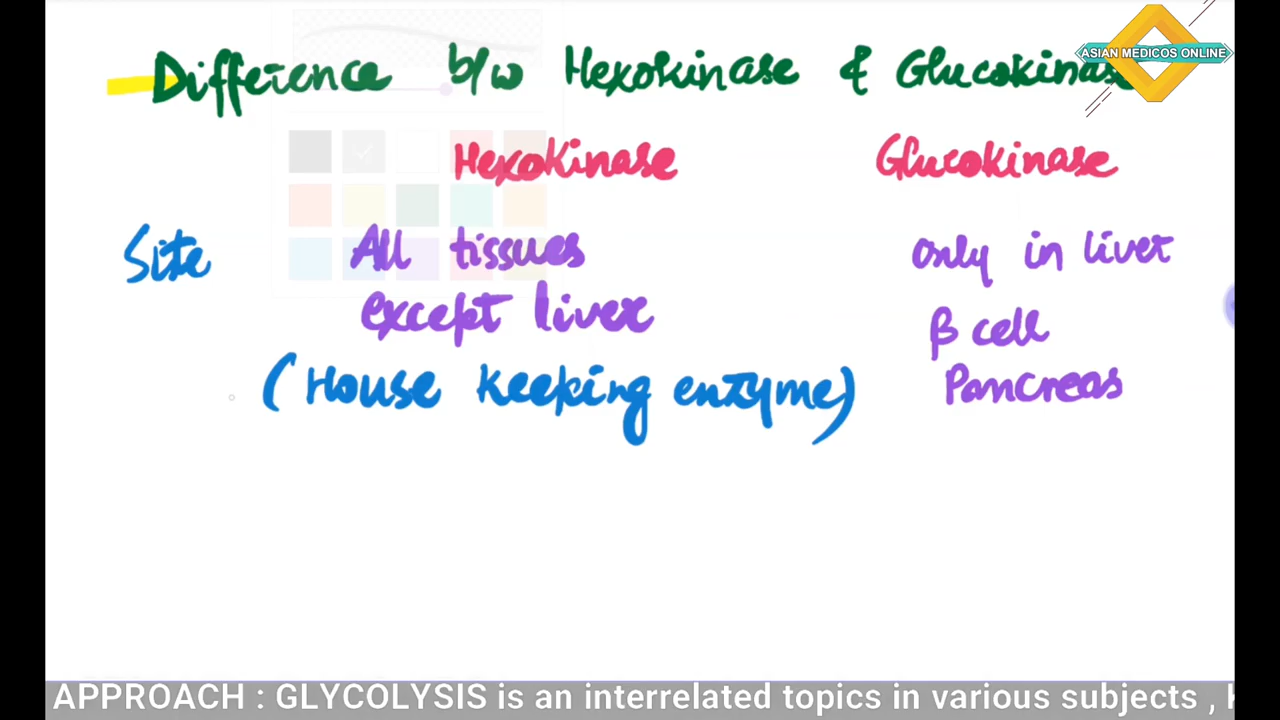 ASIAN MEDICOS ONLINE
Difference b/w Hexokinase & Glucokinase
Hexokinase Glucokinase
Site All tissues only in liver
except liver β cell
(House keeking enzyme) Pancreas
APPROACH : GLYCOLYSIS is an interrelated topics in various subjects ,